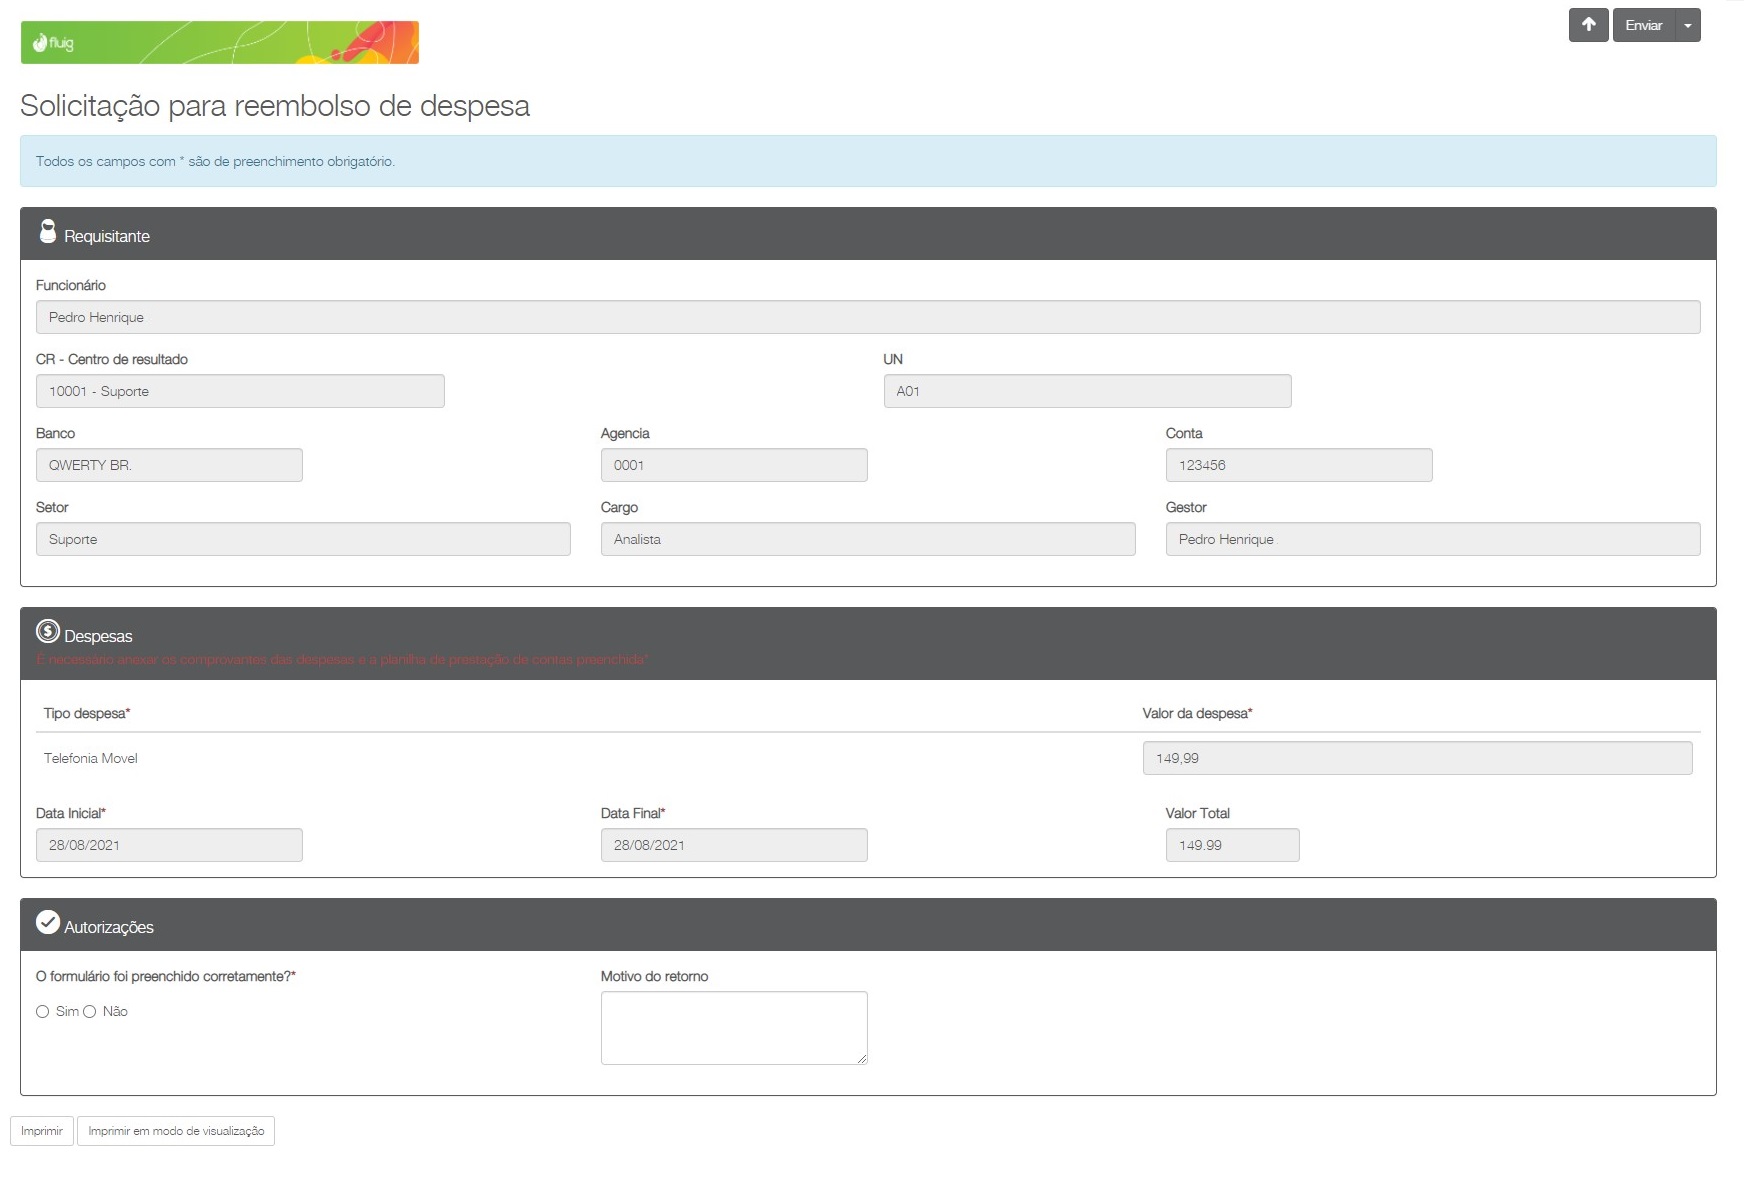 fluig
Enviar
Solicitação para reembolso de despesa
Todos os campos com * são de preenchimento obrigatório.
Requisitante
Funcionário
Pedro Henrique
CR - Centro de resultado UN
10001 - Suporte A01
Banco Agencia Conta
QWERTY BR. 0001 123456
Setor Cargo Gestor
Suporte Analista Pedro Henrique
Despesas
É necessário anexar os comprovantes das despesas e a planilha de prestação de contas preenchida*
Tipo despesa* Valor da despesa*
Telefonia Movel 149,99
Data Inicial* Data Final* Valor Total
28/08/2021 28/08/2021 149.99
Autorizações
O formulário foi preenchido corretamente?* Motivo do retorno
Sim Não
Imprimir Imprimir em modo de visualização